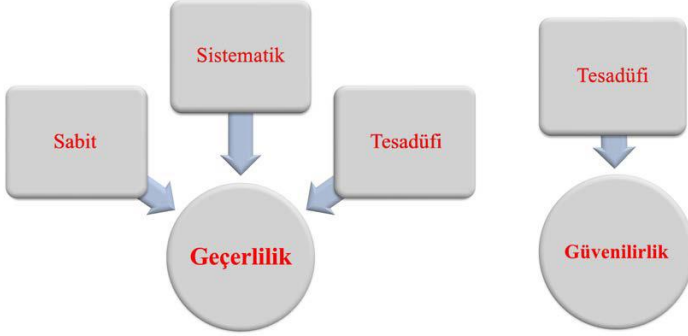 Sistematik
Sabit
Tesadüfi
Geçerlilik
Tesadüfi
Güvenilirlik